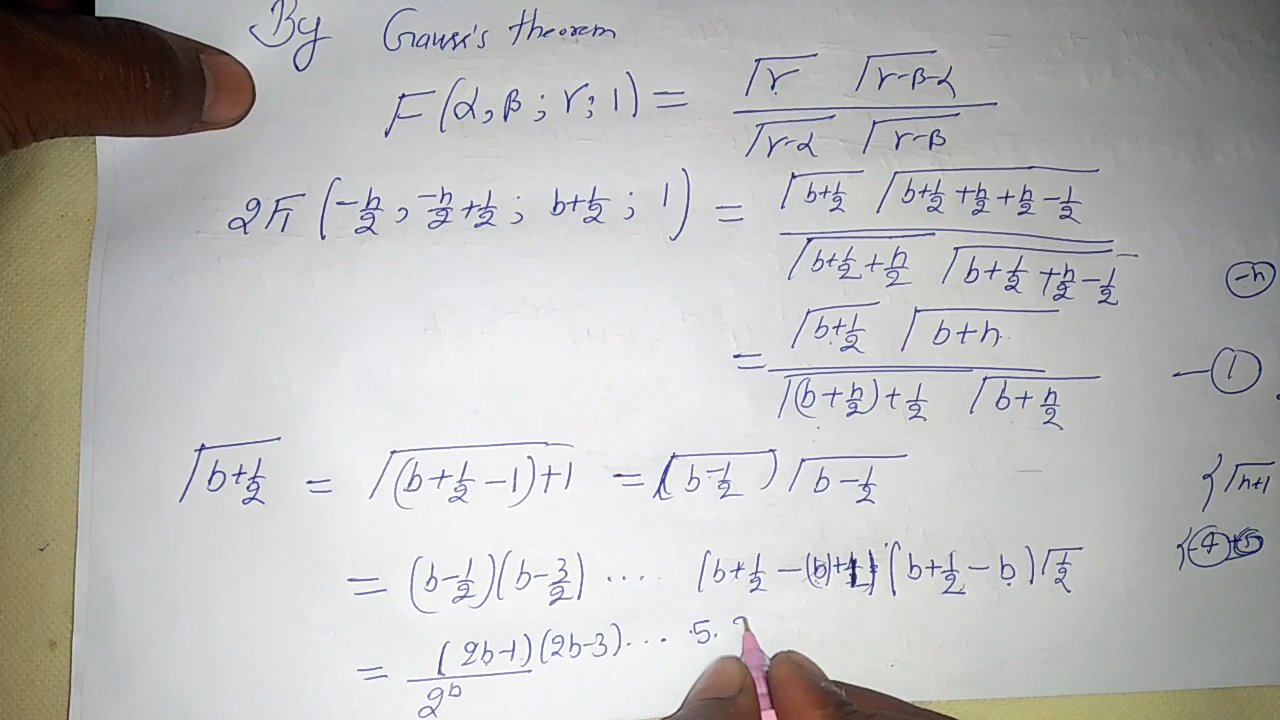 By Gauss's theorem
F(α, β; γ; 1) = Γγ Γγ-β-α / Γγ-α Γγ-β
2F1(-n/2, -n/2+1/2; b+1/2; 1) = Γb+1/2 Γb+1/2+n/2+n/2-1/2 / Γb+1/2+n/2 Γb+1/2+n/2-1/2
(-n)
= Γb+1/2 Γb+n / Γ(b+n/2)+1/2 Γb+n/2 — (1)
Γb+1/2 = Γ(b+1/2-1)+1 = (b-1/2) Γb-1/2 { Γn+1
= (b-1/2)(b-3/2) .... (b+1/2-(b)+1)(b+1/2-b) Γ1/2
= (2b-1)(2b-3)... 5. / 2^b